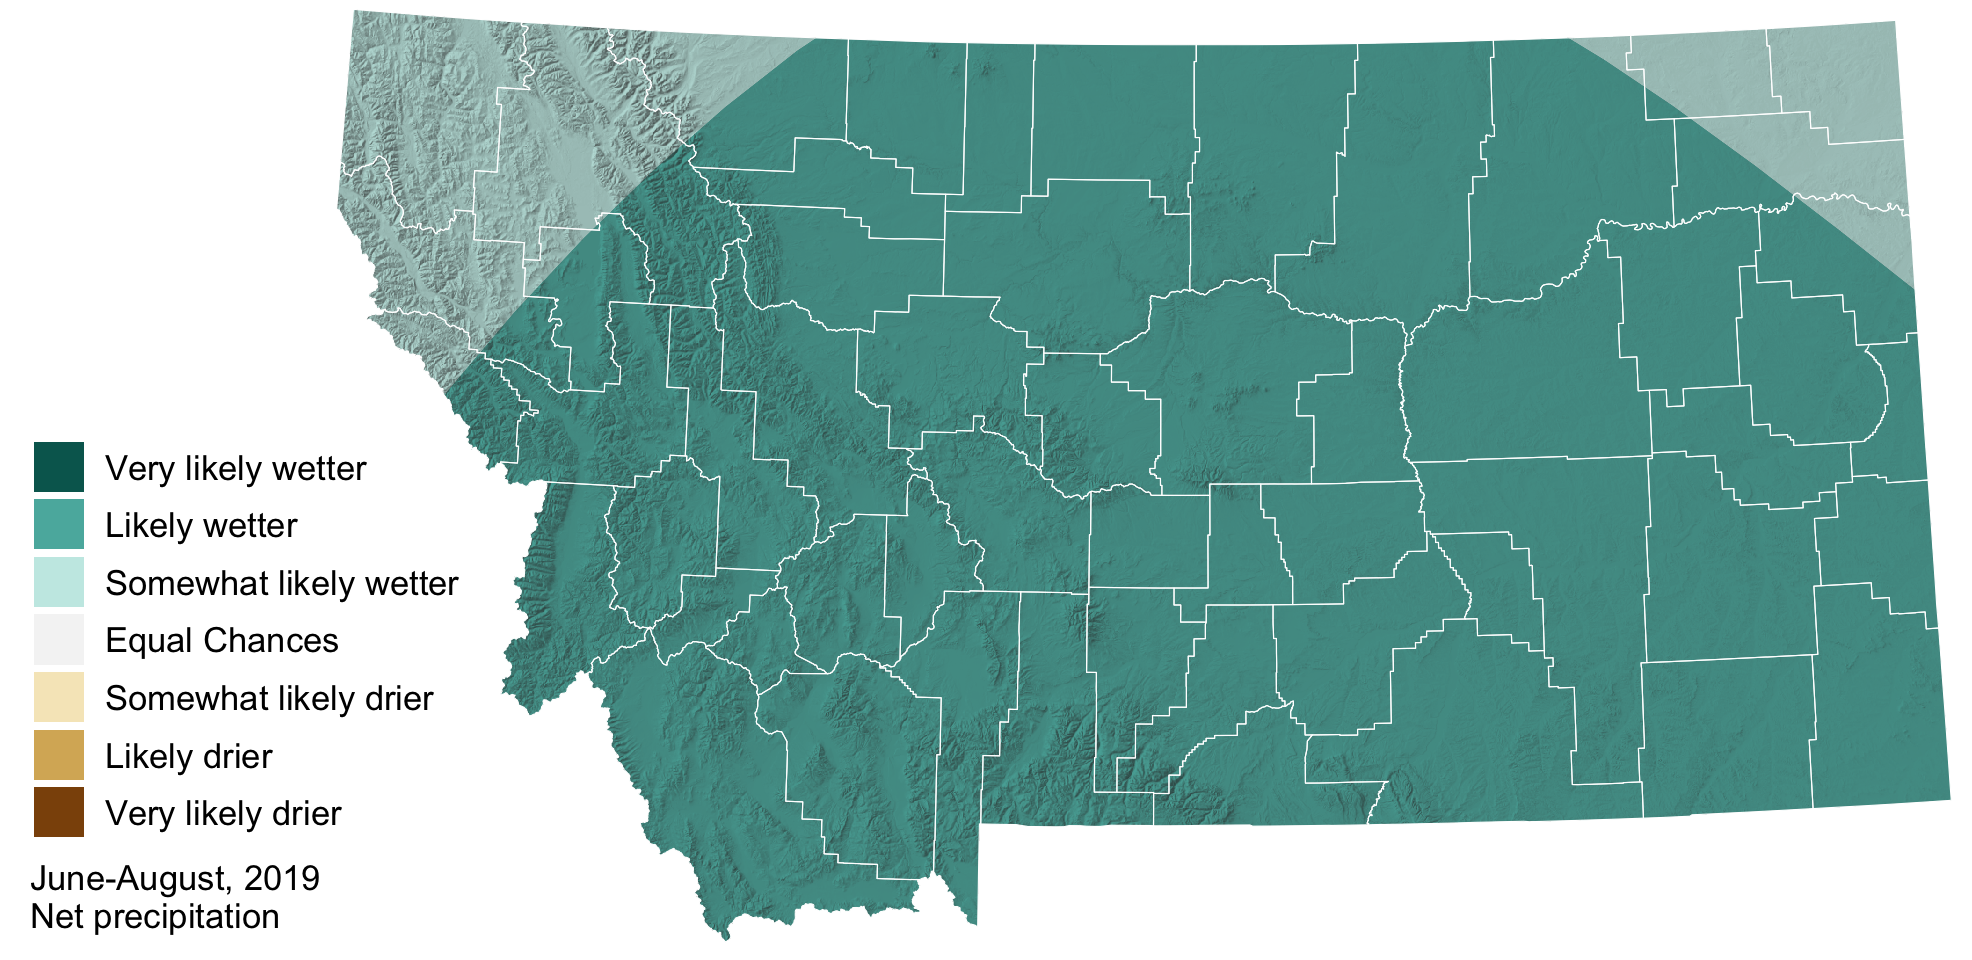 Very likely wetter
Likely wetter
Somewhat likely wetter
Equal Chances
Somewhat likely drier
Likely drier
Very likely drier
June-August, 2019
Net precipitation